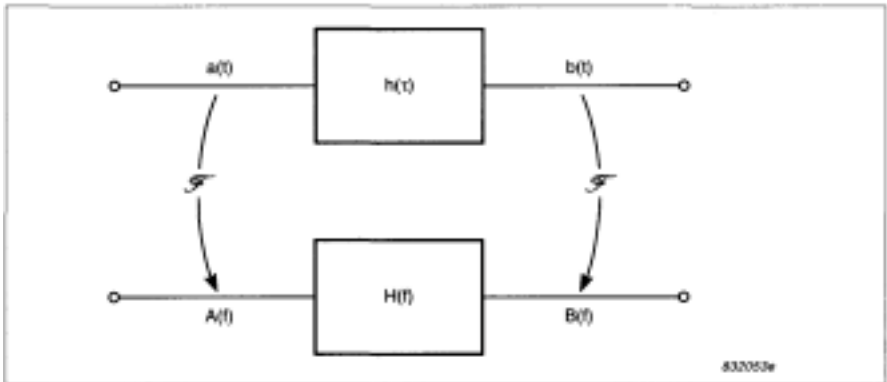 a(t) h(τ) b(t)
ℱ ℱ
H(f)
A(f) B(f)
832053e